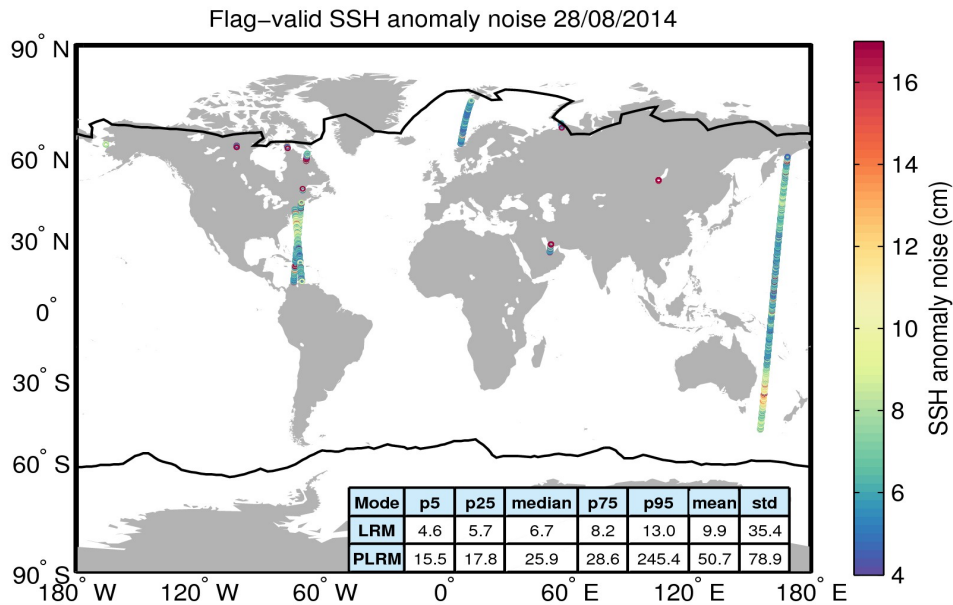 Flag−valid SSH anomaly noise 28/08/2014
90° N
60° N
30° N
0°
30° S
60° S
90° S
180° W
120° W
60° W
0°
60° E
120° E
180° E
Mode p5 p25 median p75 p95 mean std
LRM 4.6 5.7 6.7 8.2 13.0 9.9 35.4
PLRM 15.5 17.8 25.9 28.6 245.4 50.7 78.9
16
14
12
10
8
6
4
SSH anomaly noise (cm)